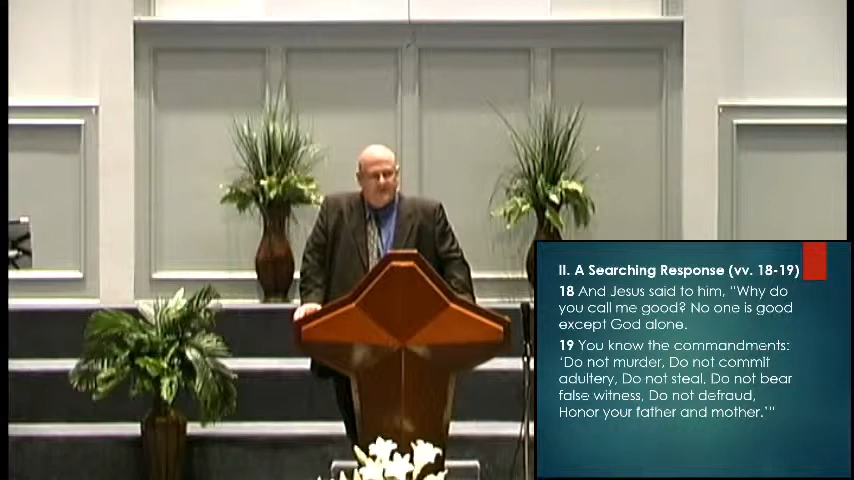 II. A Searching Response (vv. 18-19)
18 And Jesus said to him, "Why do
you call me good? No one is good
except God alone.
19 You know the commandments:
'Do not murder, Do not commit
adultery, Do not steal, Do not bear
false witness, Do not defraud,
Honor your father and mother.'"